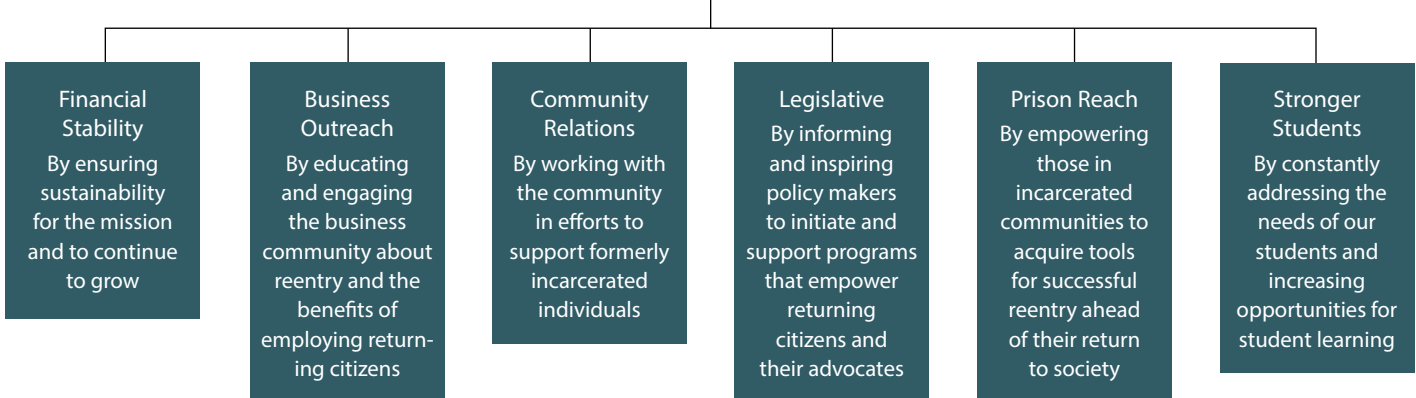 Financial
Stability
By ensuring
sustainability
for the mission
and to continue
to grow
Business
Outreach
By educating
and engaging
the business
community about
reentry and the
benefits of
employing return-
ing citizens
Community
Relations
By working with
the community
in efforts to
support formerly
incarcerated
individuals
Legislative
By informing
and inspiring
policy makers
to initiate and
support programs
that empower
returning
citizens and
their advocates
Prison Reach
By empowering
those in
incarcerated
communities to
acquire tools
for successful
reentry ahead
of their return
to society
Stronger
Students
By constantly
addressing the
needs of our
students and
increasing
opportunities for
student learning